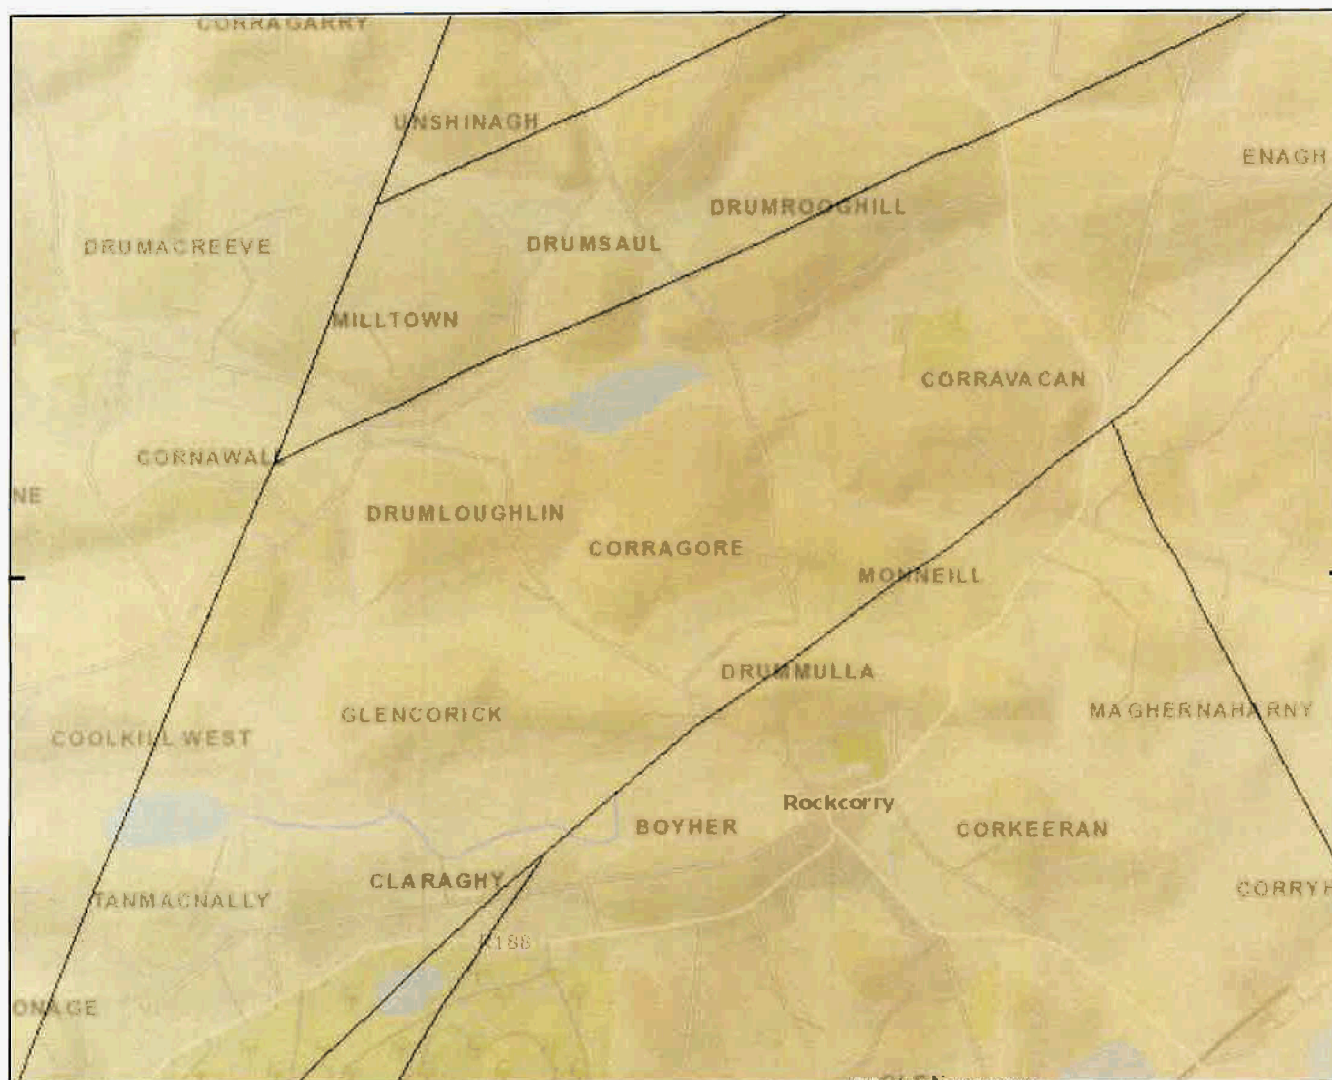 CORRAGARRY
UNSHINAGH
ENAGH
DRUMROOGHILL
DRUMSAUL
DRUMACREEVE
MILLTOWN
CORRAVACAN
CORNAWALL
NE
DRUMLOUGHLIN
CORRAGORE
MONNEILL
DRUMMULLA
GLENCORICK
MAGHERNAHARNY
COOLKILL WEST
Rockcorry
BOYHER
CORKEERAN
CLARAGHY
CORRYH
TANMACNALLY
R188
ONAGE